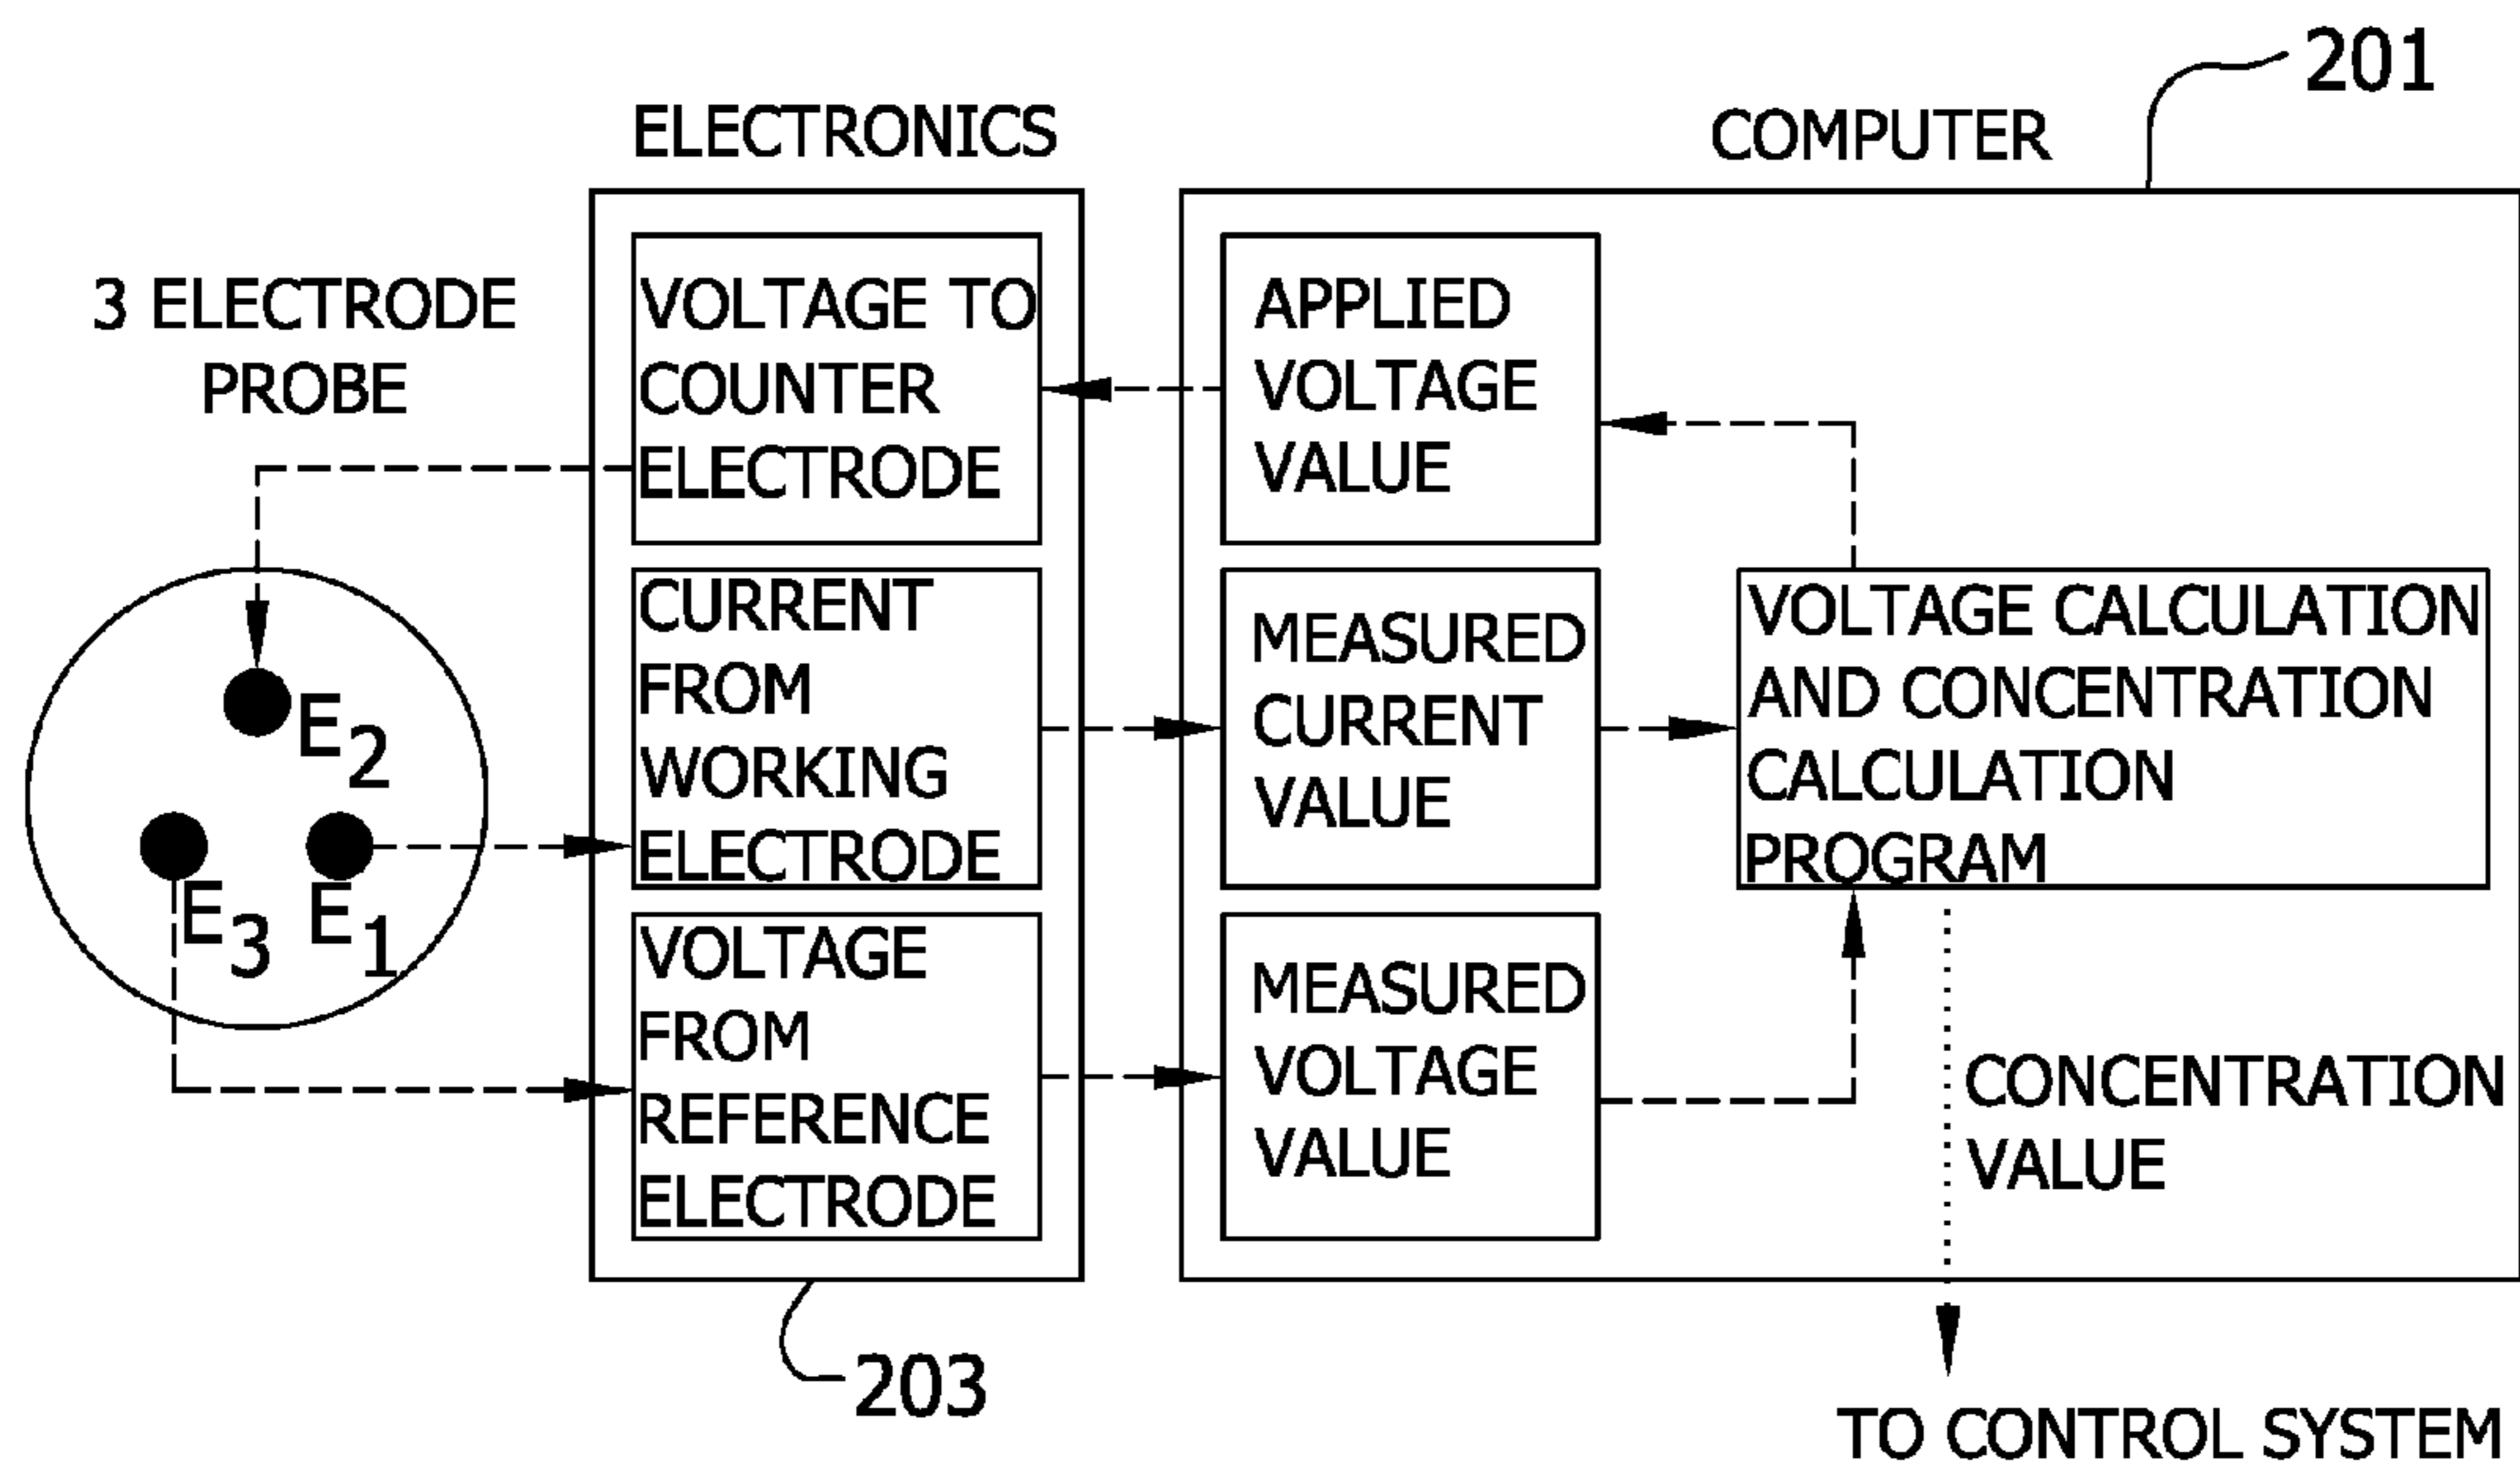 201
ELECTRONICS
COMPUTER
3 ELECTRODE
PROBE
VOLTAGE TO
COUNTER
ELECTRODE
APPLIED
VOLTAGE
VALUE
CURRENT
FROM
WORKING
ELECTRODE
MEASURED
CURRENT
VALUE
VOLTAGE CALCULATION
AND CONCENTRATION
CALCULATION
PROGRAM
E2
E3
E1
VOLTAGE
FROM
REFERENCE
ELECTRODE
MEASURED
VOLTAGE
VALUE
CONCENTRATION
VALUE
203
TO CONTROL SYSTEM